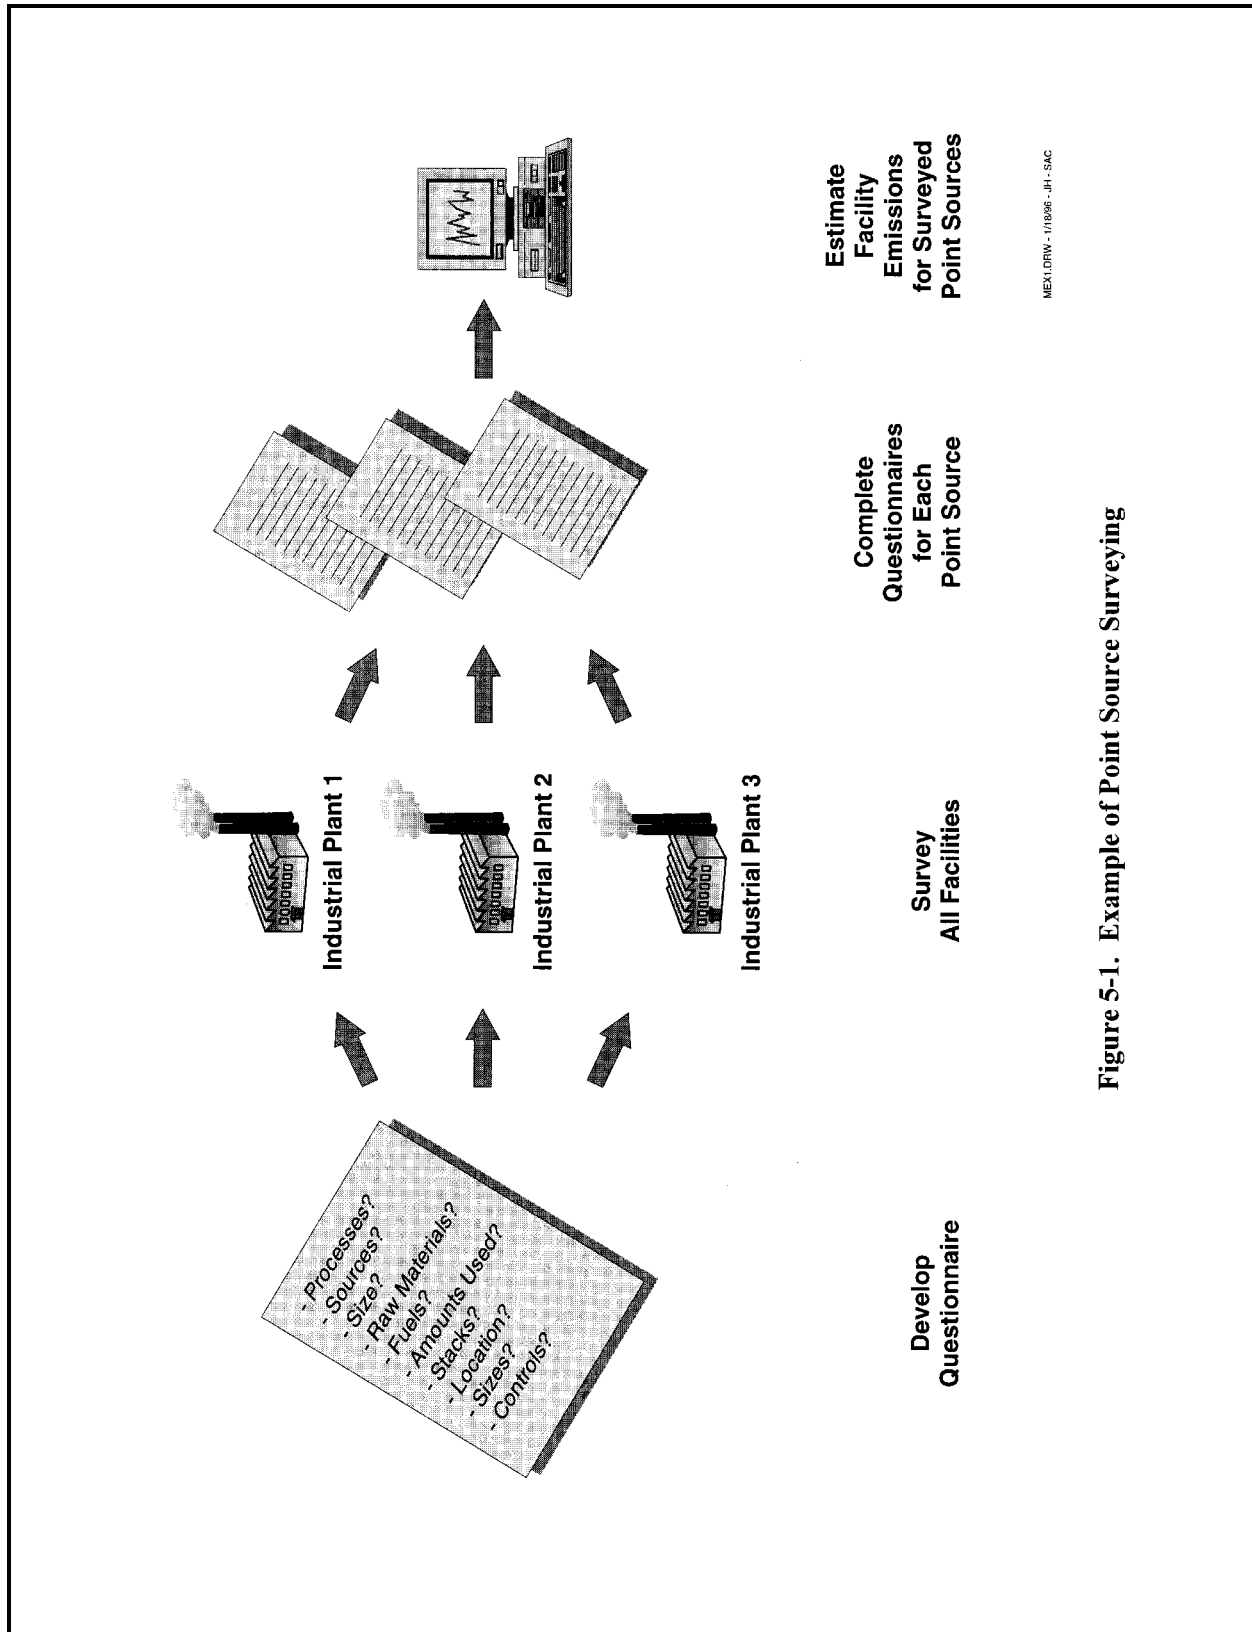 - Processes?
- Sources?
- Size?
- Raw Materials?
- Fuels?
- Amounts Used?
- Stacks?
- Location?
- Sizes?
- Controls?
Industrial Plant 1
Industrial Plant 2
Industrial Plant 3
Develop
Questionnaire
Survey
All Facilities
Complete
Questionnaires
for Each
Point Source
Estimate
Facility
Emissions
for Surveyed
Point Sources
MEX1.DRW - 1/18/96 - JH - SAC
Figure 5-1. Example of Point Source Surveying